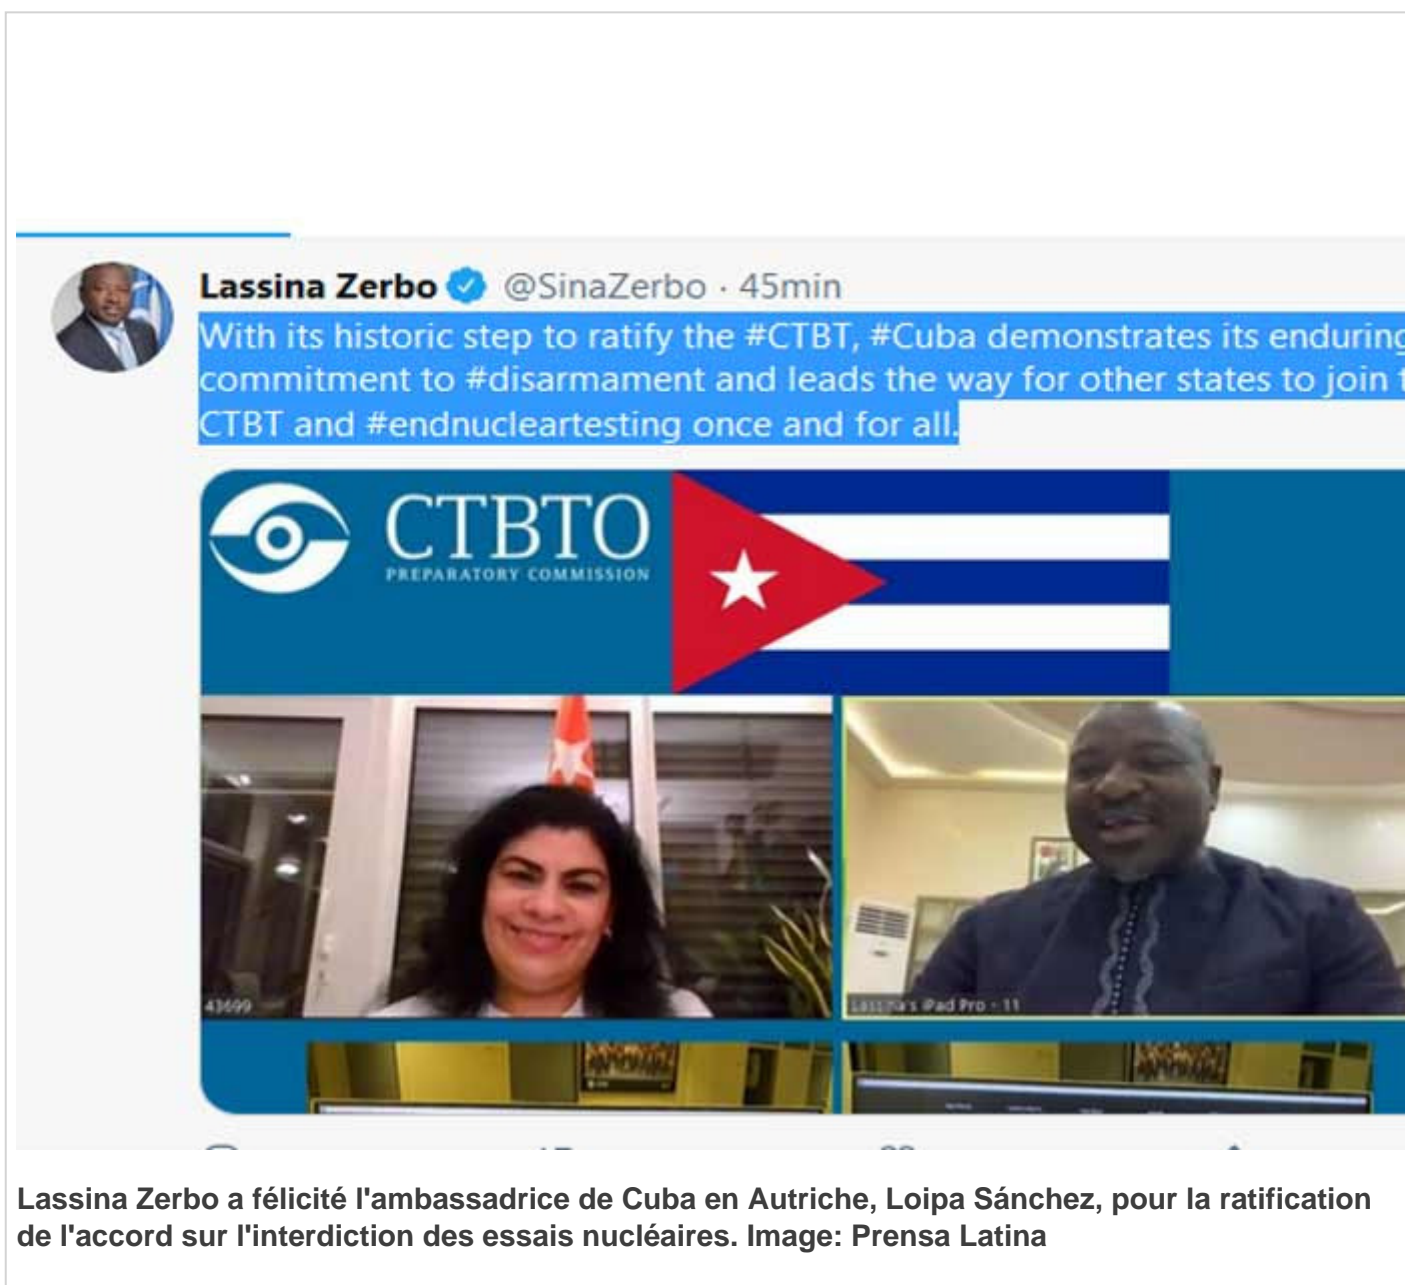 Lassina Zerbo @SinaZerbo · 45min
With its historic step to ratify the #CTBT, #Cuba demonstrates its enduring
commitment to #disarmament and leads the way for other states to join
CTBT and #endnucleartesting once and for all.
CTBTO
PREPARATORY COMMISSION
43699
Lassina's iPad Pro - 11
Lassina Zerbo a félicité l'ambassadrice de Cuba en Autriche, Loipa Sánchez, pour la ratification
de l'accord sur l'interdiction des essais nucléaires. Image: Prensa Latina